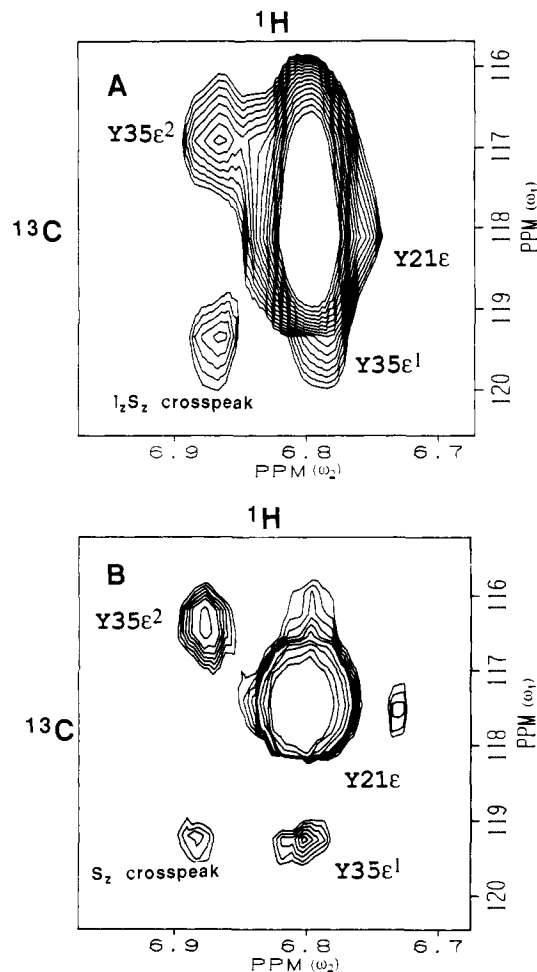 ¹H
A
Y35ε²
116
117
118
119
120
PPM (ω₁)
¹³C
Y21ε
Y35ε¹
IzSz crosspeak
6.9
6.8
6.7
PPM (ω₂)
¹H
B
Y35ε²
116
117
118
119
120
PPM (ω₁)
¹³C
Y21ε
Sz crosspeak
Y35ε¹
6.9
6.8
6.7
PPM (ω₂)